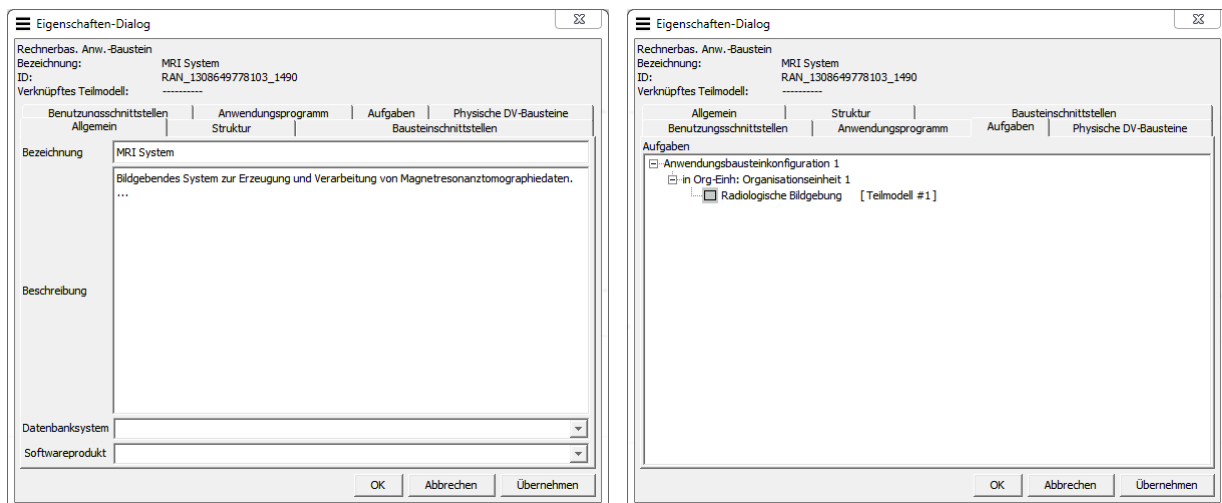 Eigenschaften-Dialog
Rechnerbas. Anw.-Baustein
Bezeichnung: MRI System
ID: RAN_1308649778103_1490
Verknüpftes Teilmodell: ----------
Benutzungsschnittstellen Anwendungsprogramm Aufgaben Physische DV-Bausteine
Allgemein Struktur Bausteinschnittstellen
Bezeichnung MRI System
Bildgebendes System zur Erzeugung und Verarbeitung von Magnetresonanztomographiedaten.
...
Beschreibung
Datenbanksystem
Softwareprodukt
OK Abbrechen Übernehmen
Eigenschaften-Dialog
Rechnerbas. Anw.-Baustein
Bezeichnung: MRI System
ID: RAN_1308649778103_1490
Verknüpftes Teilmodell: ----------
Allgemein Struktur Bausteinschnittstellen
Benutzungsschnittstellen Anwendungsprogramm Aufgaben Physische DV-Bausteine
Aufgaben
Anwendungsbausteinkonfiguration 1
in Org-Einh: Organisationseinheit 1
Radiologische Bildgebung [Teilmodell #1]
OK Abbrechen Übernehmen